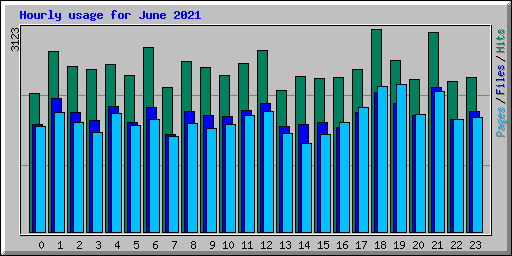 Hourly usage for June 2021
3123
Pages/Files/Hits
0 1 2 3 4 5 6 7 8 9 10 11 12 13 14 15 16 17 18 19 20 21 22 23